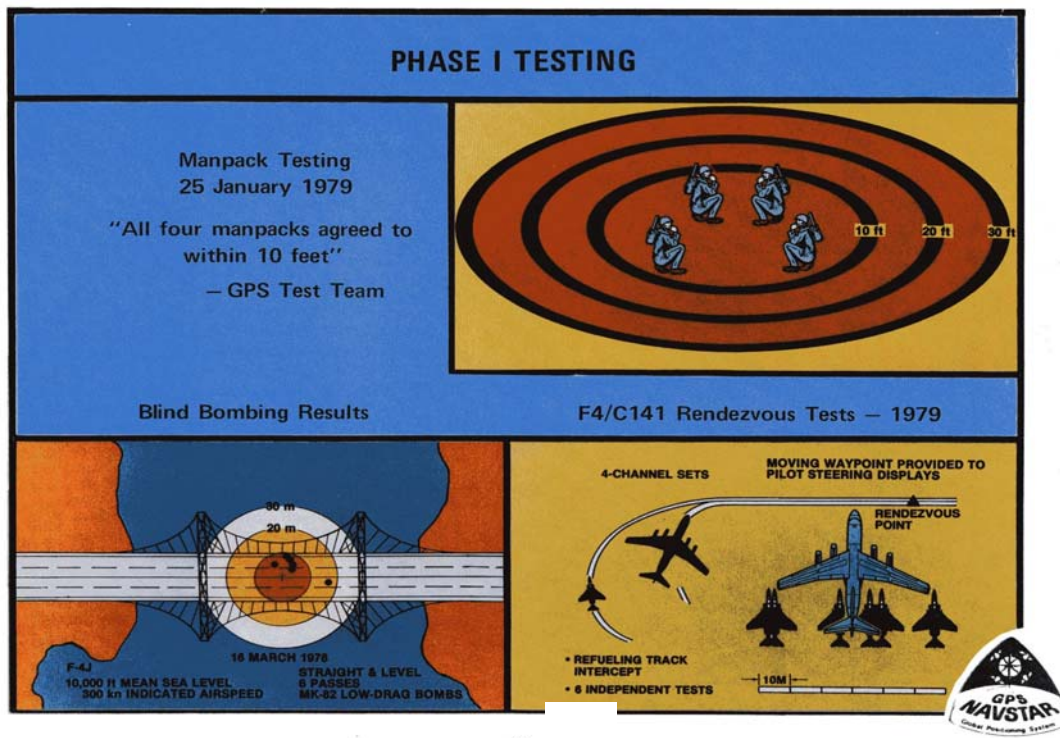 PHASE I TESTING
Manpack Testing
25 January 1979
"All four manpacks agreed to
within 10 feet"
– GPS Test Team
10 ft
20 ft
30 ft
Blind Bombing Results
F4/C141 Rendezvous Tests – 1979
30 m
20 m
16 MARCH 1978
F-4J
10,000 ft MEAN SEA LEVEL
300 kn INDICATED AIRSPEED
STRAIGHT & LEVEL
6 PASSES
MK-82 LOW-DRAG BOMBS
4-CHANNEL SETS
MOVING WAYPOINT PROVIDED TO
PILOT STEERING DISPLAYS
RENDEZVOUS
POINT
• REFUELING TRACK
INTERCEPT
• 6 INDEPENDENT TESTS
10M
GPS
NAVSTAR
Global Positioning System